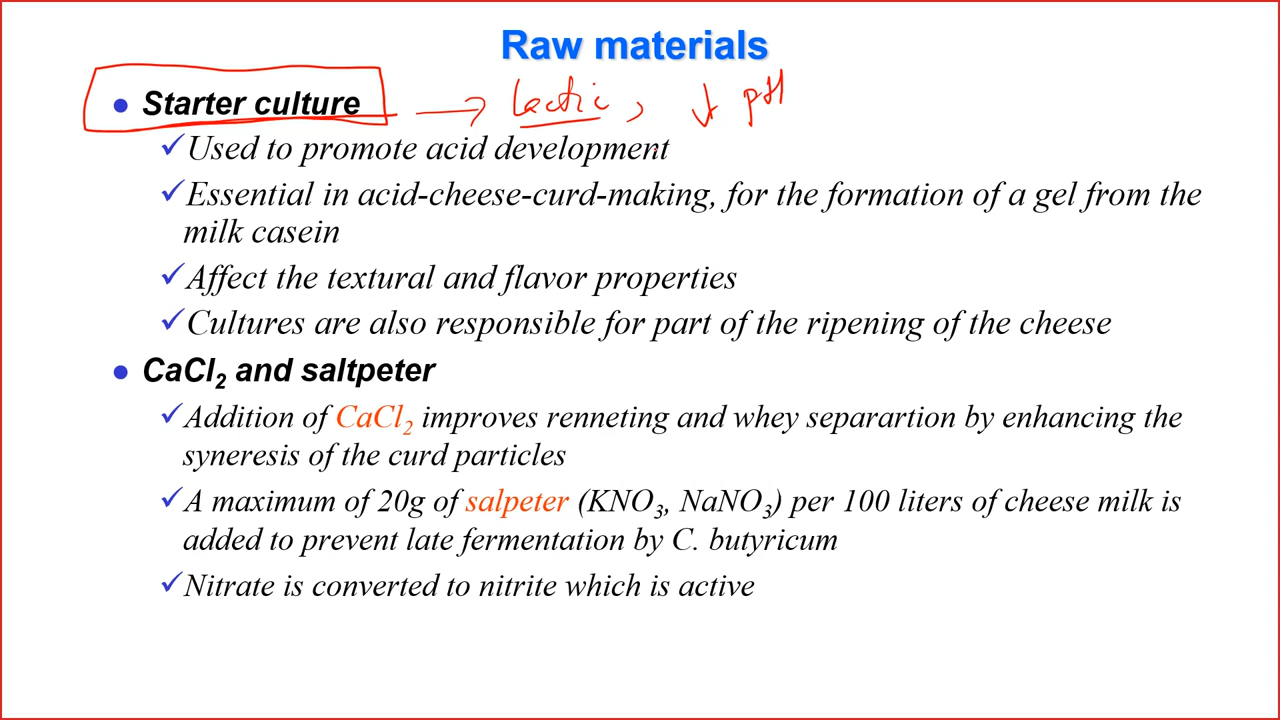 Raw materials
● Starter culture → lactic, ↓ pH
✓Used to promote acid development
✓Essential in acid-cheese-curd-making, for the formation of a gel from the
milk casein
✓Affect the textural and flavor properties
✓Cultures are also responsible for part of the ripening of the cheese
● CaCl₂ and saltpeter
✓Addition of CaCl₂ improves renneting and whey separartion by enhancing the
syneresis of the curd particles
✓A maximum of 20g of salpeter (KNO₃, NaNO₃) per 100 liters of cheese milk is
added to prevent late fermentation by C. butyricum
✓Nitrate is converted to nitrite which is active